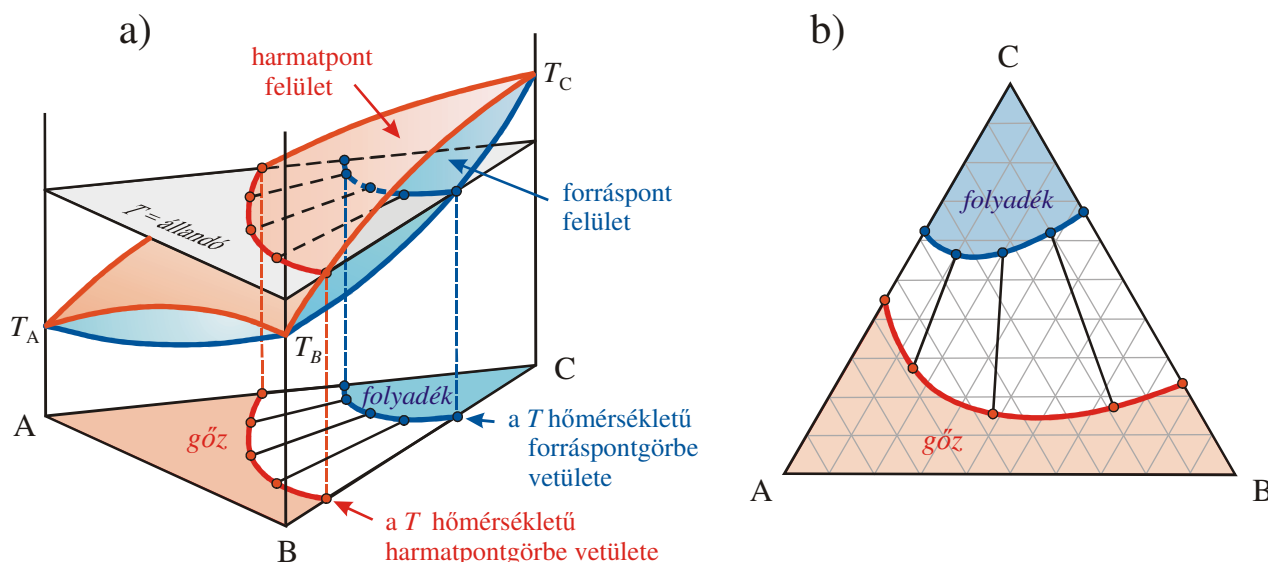 a)
harmatpont
felület
T_C
T = állandó
forráspont
felület
T_A
T_B
C
folyadék
A
gőz
a T hőmérsékletű
forráspontgörbe
vetülete
B
a T hőmérsékletű
harmatpontgörbe vetülete
b)
C
folyadék
gőz
A
B